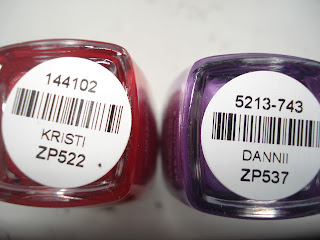 144102
KRISTI
ZP522
5213-743
DANNII
ZP537